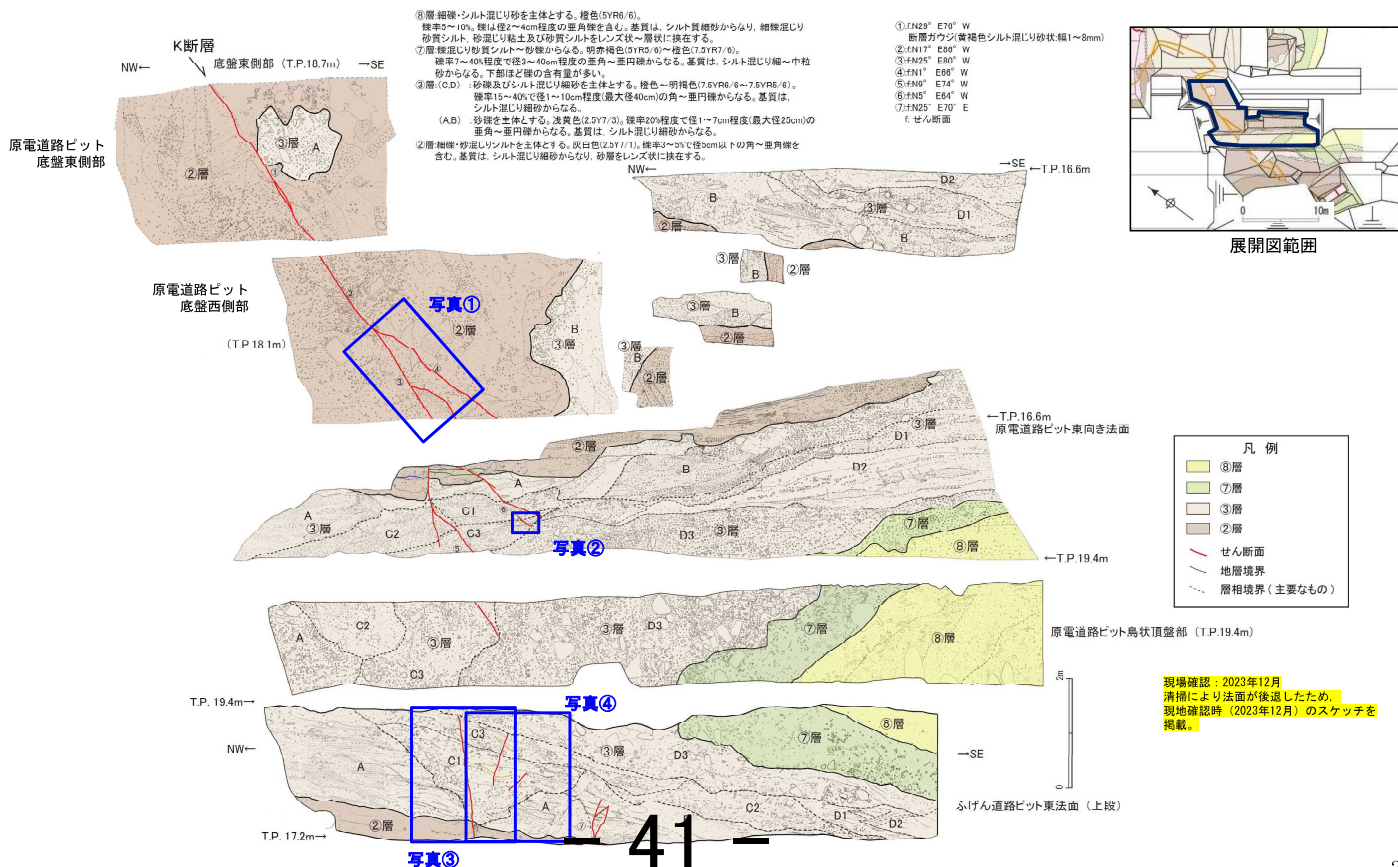 ⑧層:細礫・シルト混じり砂を主体とする。橙色(5YR6/6)。
礫率5～10%。礫は径2～4cm程度の亜角礫を含む。基質は、シルト質細砂からなり、細礫混じり
砂質シルト、砂混じり粘土及び砂質シルトをレンズ状～層状に挟在する。
⑦層:礫混じり砂質シルト～砂礫からなる。明赤褐色(5YR5/6)～橙色(7.5YR7/6)。
礫率7～40%程度で径2～40cm程度の亜角～亜円礫からなる。基質は、シルト混じり細～中粒
砂からなる。下部ほど礫の含有量が多い。
③層:(C,D) :砂礫及びシルト混じり細砂を主体とする。橙色～明褐色(7.5YR6/6～7.5YR5/6)。
礫率15～40%で径1～10cm程度(最大径40cm)の角～亜円礫からなる。基質は、
シルト混じり細砂からなる。
(A,B) :砂礫を主体とする。浅黄色(2.5Y7/3)。礫率20%程度で径1～7cm程度(最大径25cm)の
亜角～亜円礫からなる。基質は、シルト混じり細砂からなる。
②層:細礫・砂混じりシルトを主体とする。灰白色(2.5Y7/1)。礫率3～5%で径5cm以下の角～亜角礫を
含む。基質は、シルト混じり細砂からなり、砂層をレンズ状に挟在する。
①.f.N29° E70° W
断層ガウジ(黄褐色シルト混じり砂状:幅1～8mm)
②.f.N17° E86° W
③.f.N25° E80° W
④.f.N1° E66° W
⑤.f.N9° E74° W
⑥.f.N5° E64° W
⑦.f.N25° E70° E
f. せん断面
0 10m
展開図範囲
K断層
NW← 底盤東側部 (T.P.18.7m) →SE
原電道路ピット
底盤東側部
②層
③層
A
①
NW←
→SE
←T.P.16.6m
B
③層
D2
D1
②層
B
③層
B
②層
③層
B
②層
③層
B
②層
原電道路ピット
底盤西側部
(T.P 18.1m)
②
写真①
②層
③
④
③層
B
←T.P.16.6m
原電道路ピット東向き法面
②層
A
B
③層
D1
D2
A
③層
C2
C1
C3
⑤
⑥
写真②
D3
③層
⑦層
⑧層
←T.P.19.4m
凡 例
⑧層
⑦層
③層
②層
せん断面
地層境界
層相境界（主要なもの）
A
C2
③層
C3
③層
D3
⑦層
⑧層
原電道路ピット島状頂盤部 (T.P.19.4m)
2m
0
現場確認：2023年12月
清掃により法面が後退したため、
現地確認時（2023年12月）のスケッチを
掲載。
T.P. 19.4m→
写真④
NW←
A
C1
C3
③層
D3
⑦層
⑧層
→SE
②層
A
⑦
C2
D1
D2
ふげん道路ピット東法面（上段）
T.P. 17.2m→
写真③
- 41 -